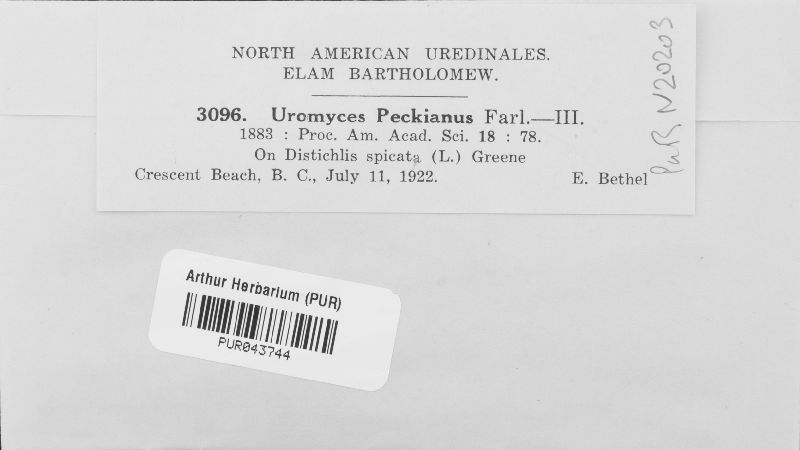 NORTH AMERICAN UREDINALES.
ELAM BARTHOLOMEW.
3096. Uromyces Peckianus Farl.—III.
1883 : Proc. Am. Acad. Sci. 18 : 78.
On Distichlis spicata (L.) Greene
Crescent Beach, B. C., July 11, 1922. E. Bethel
PUR N20203
Arthur Herbarium (PUR)
PUR043744